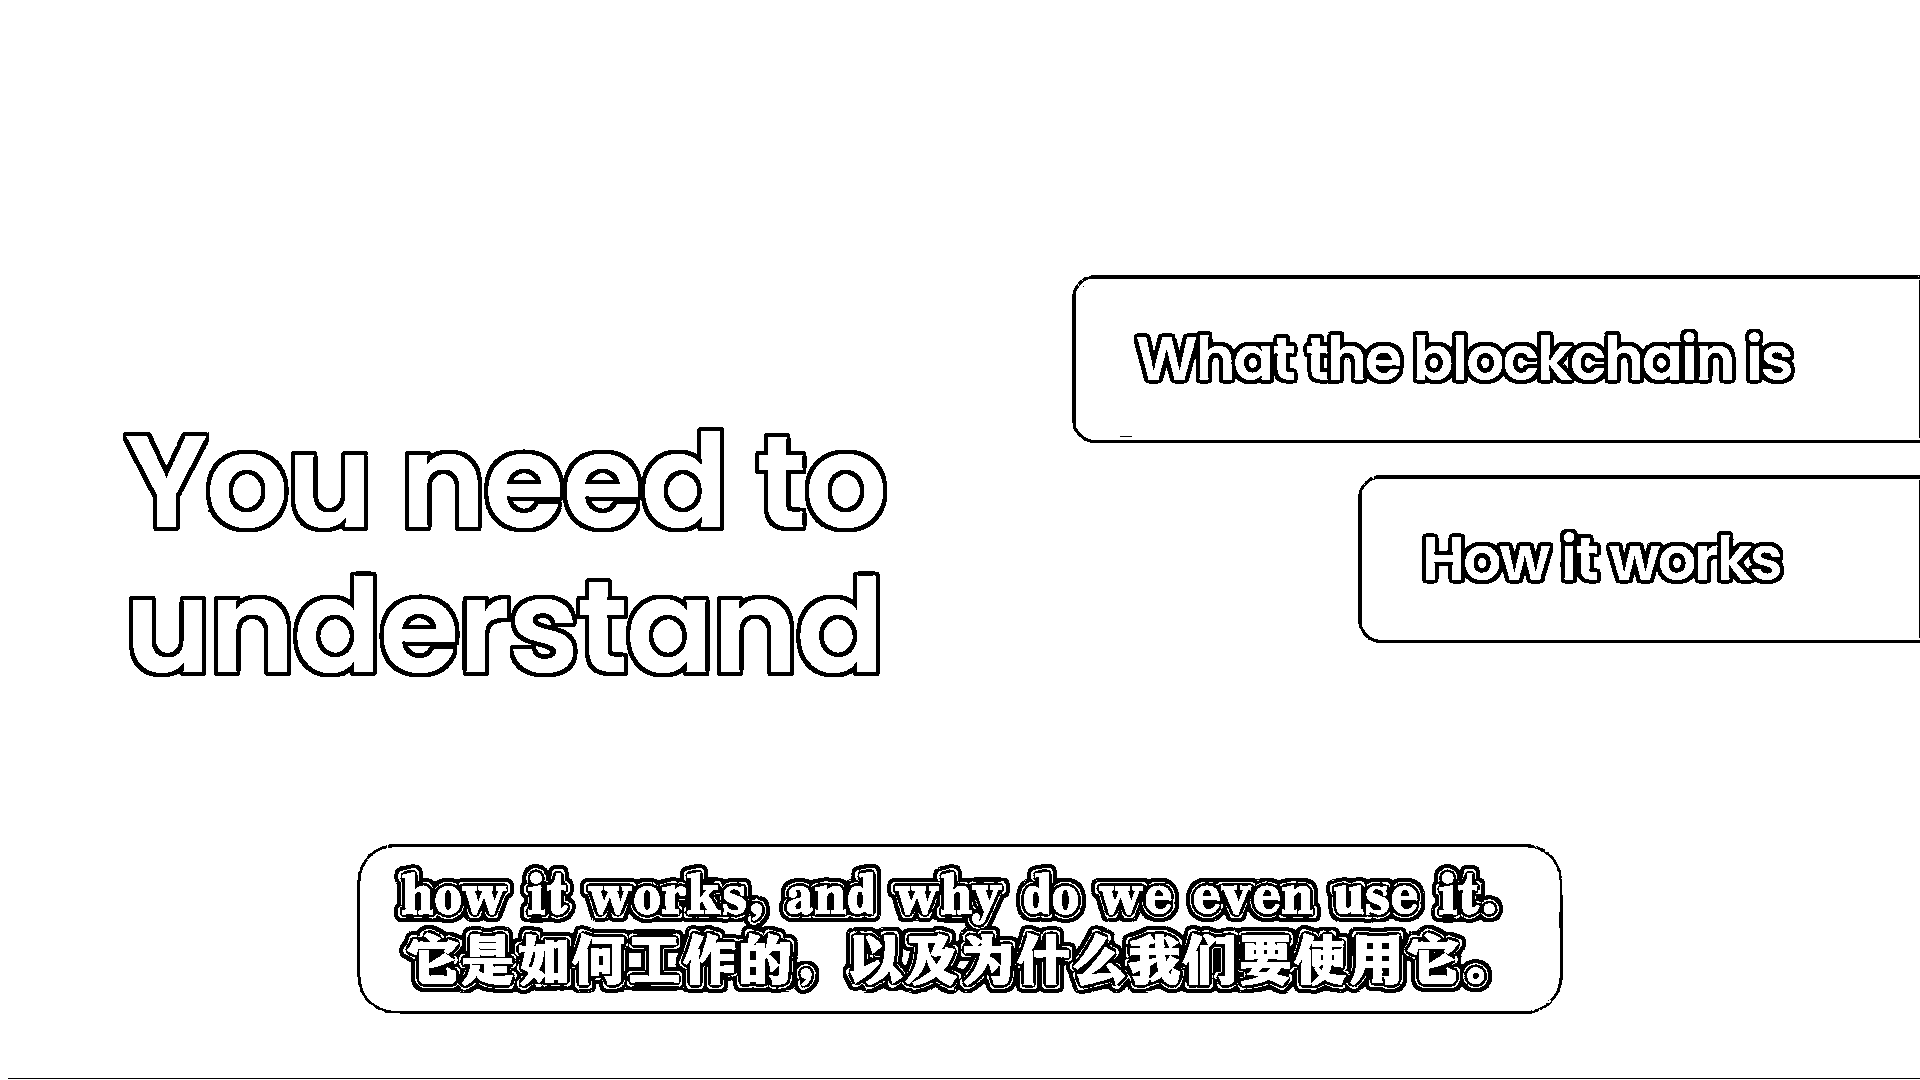 You need to
understand
What the blockchain is
How it works
how it works, and why do we even use it.
它是如何工作的，以及为什么我们要使用它。